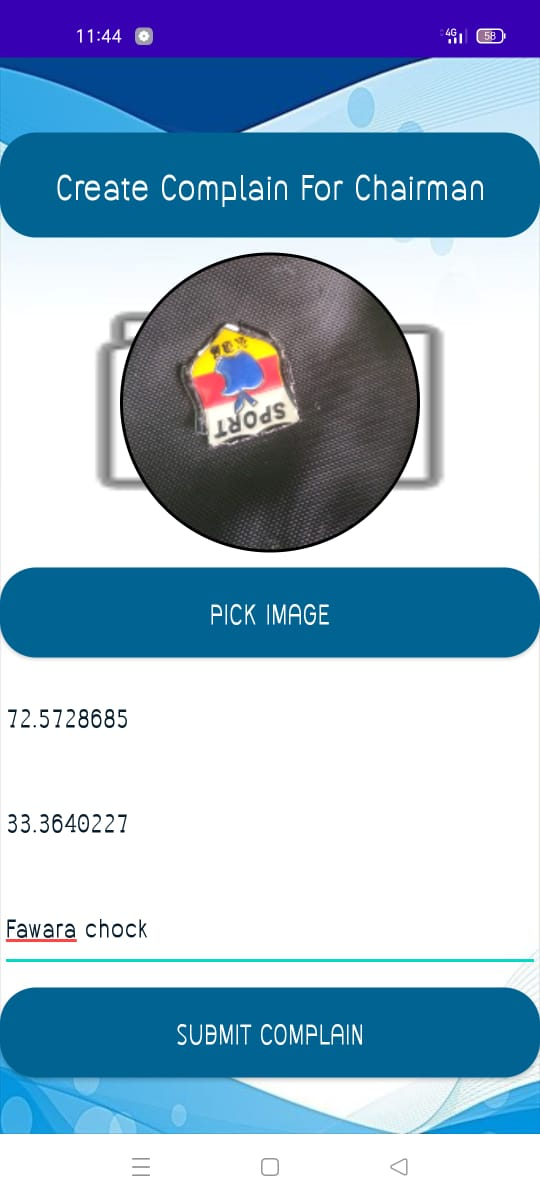 11:44
4G
58
Create Complain For Chairman
SPORT
PICK IMAGE
72.5728685
33.3640227
Fawara chock
SUBMIT COMPLAIN